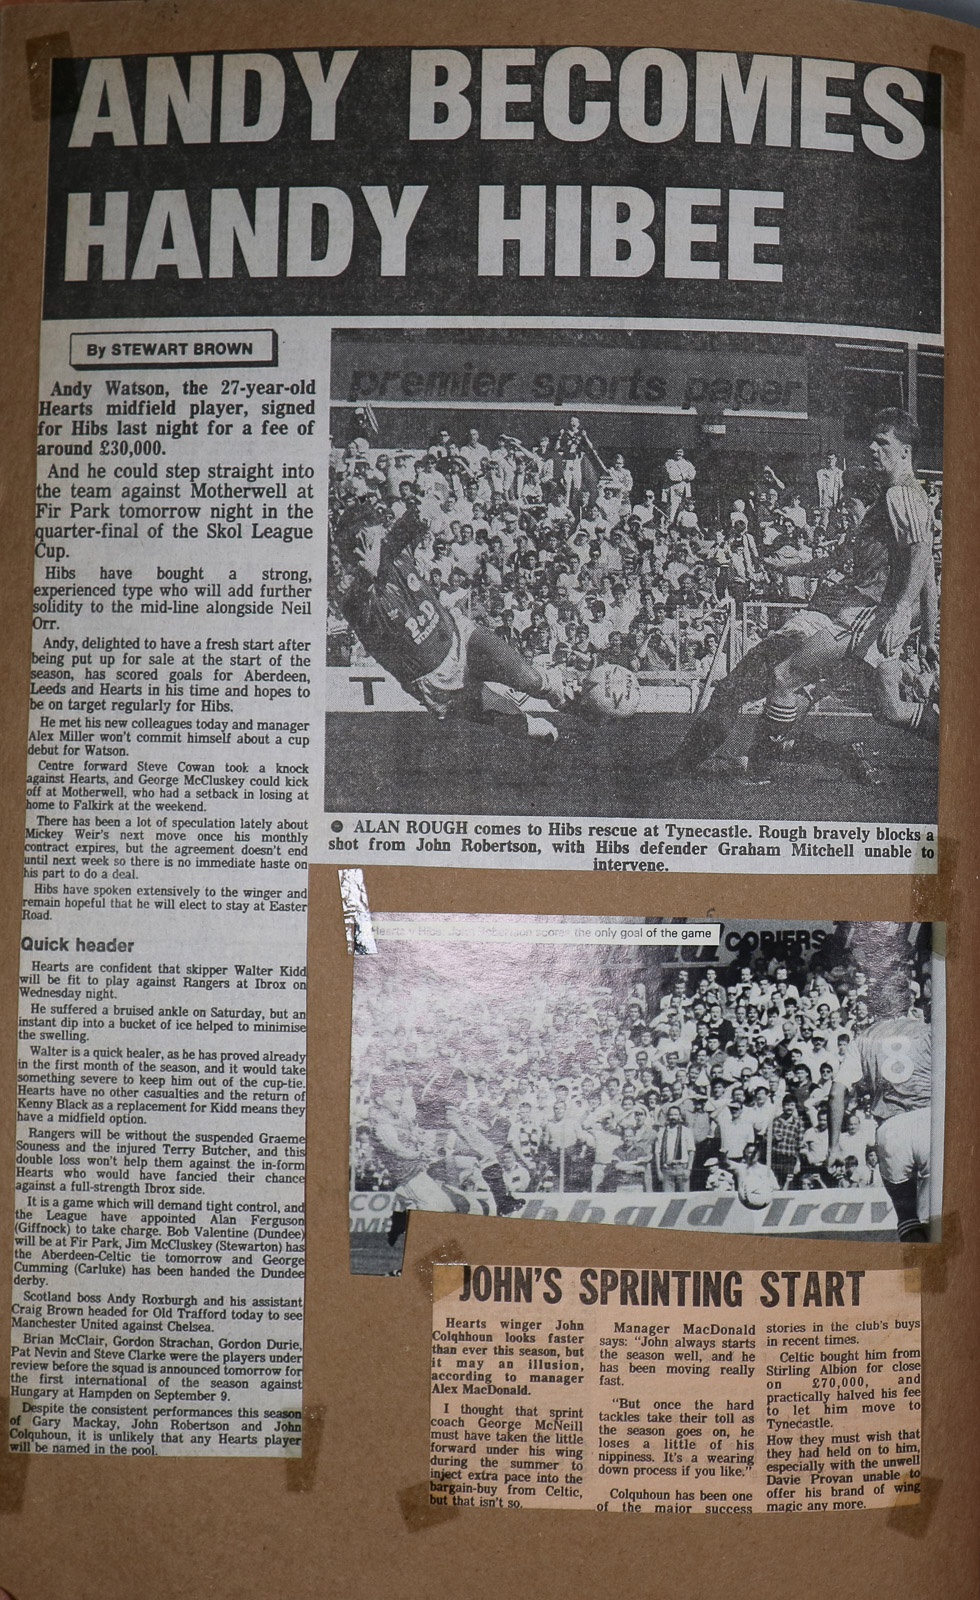 ANDY BECOMES
HANDY HIBEE
By STEWART BROWN
Andy Watson, the 27-year-old
Hearts midfield player, signed
for Hibs last night for a fee of
around £30,000.
And he could step straight into
the team against Motherwell at
Fir Park tomorrow night in the
quarter-final of the Skol League
Cup.
Hibs have bought a strong,
experienced type who will add further
solidity to the mid-line alongside Neil
Orr.
Andy, delighted to have a fresh start after
being put up for sale at the start of the
season, has scored goals for Aberdeen,
Leeds and Hearts in his time and hopes to
be on target regularly for Hibs.
He met his new colleagues today and manager
Alex Miller won't commit himself about a cup
debut for Watson.
Centre forward Steve Cowan took a knock
against Hearts, and George McCluskey could kick
off at Motherwell, who had a setback in losing at
home to Falkirk at the weekend.
There has been a lot of speculation lately about
Mickey Weir's next move once his monthly
contract expires, but the agreement doesn't end
until next week so there is no immediate haste on
his part to do a deal.
Hibs have spoken extensively to the winger and
remain hopeful that he will elect to stay at Easter
Road.
Quick header
Hearts are confident that skipper Walter Kidd
will be fit to play against Rangers at Ibrox on
Wednesday night.
He suffered a bruised ankle on Saturday, but an
instant dip into a bucket of ice helped to minimise
the swelling.
Walter is a quick healer, as he has proved already
in the first month of the season, and it would take
something severe to keep him out of the cup-tie.
Hearts have no other casualties and the return of
Kenny Black as a replacement for Kidd means they
have a midfield option.
Rangers will be without the suspended Graeme
Souness and the injured Terry Butcher, and this
double loss won't help them against the in-form
Hearts who would have fancied their chance
against a full-strength Ibrox side.
It is a game which will demand tight control, and
the League have appointed Alan Ferguson
(Giffnock) to take charge. Bob Valentine (Dundee)
will be at Fir Park, Jim McCluskey (Stewarton) has
the Aberdeen-Celtic tie tomorrow and George
Cumming (Carluke) has been handed the Dundee
derby.
Scotland boss Andy Roxburgh and his assistant
Craig Brown headed for Old Trafford today to see
Manchester United against Chelsea.
Brian McClair, Gordon Strachan, Gordon Durie,
Pat Nevin and Steve Clarke were the players under
review before the squad is announced tomorrow for
the first international of the season against
Hungary at Hampden on September 9.
Despite the consistent performances this season
of Gary Mackay, John Robertson and John
Colquhoun, it is unlikely that any Hearts player
will be named in the pool.
premier sports paper
T
● ALAN ROUGH comes to Hibs rescue at Tynecastle. Rough bravely blocks a
shot from John Robertson, with Hibs defender Graham Mitchell unable to
intervene.
Hearts v Hibs. John Robertson scores the only goal of the game
COPIERS
8
Trav
JOHN'S SPRINTING START
Hearts winger John
Colqhhoun looks faster
than ever this season, but
it may an illusion,
according to manager
Alex MacDonald.
I thought that sprint
coach George McNeill
must have taken the little
forward under his wing
during the summer to
inject extra pace into the
bargain-buy from Celtic,
but that isn't so.
Manager MacDonald
says: "John always starts
the season well, and he
has been moving really
fast.
"But once the hard
tackles take their toll as
the season goes on, he
loses a little of his
nippiness. It's a wearing
down process if you like."
Colquhoun has been one
of the major success
stories in the club's buys
in recent times.
Celtic bought him from
Stirling Albion for close
on £70,000, and
practically halved his fee
to let him move to
Tynecastle.
How they must wish that
they had held on to him,
especially with the unwell
Davie Provan unable to
offer his brand of wing
magic any more.